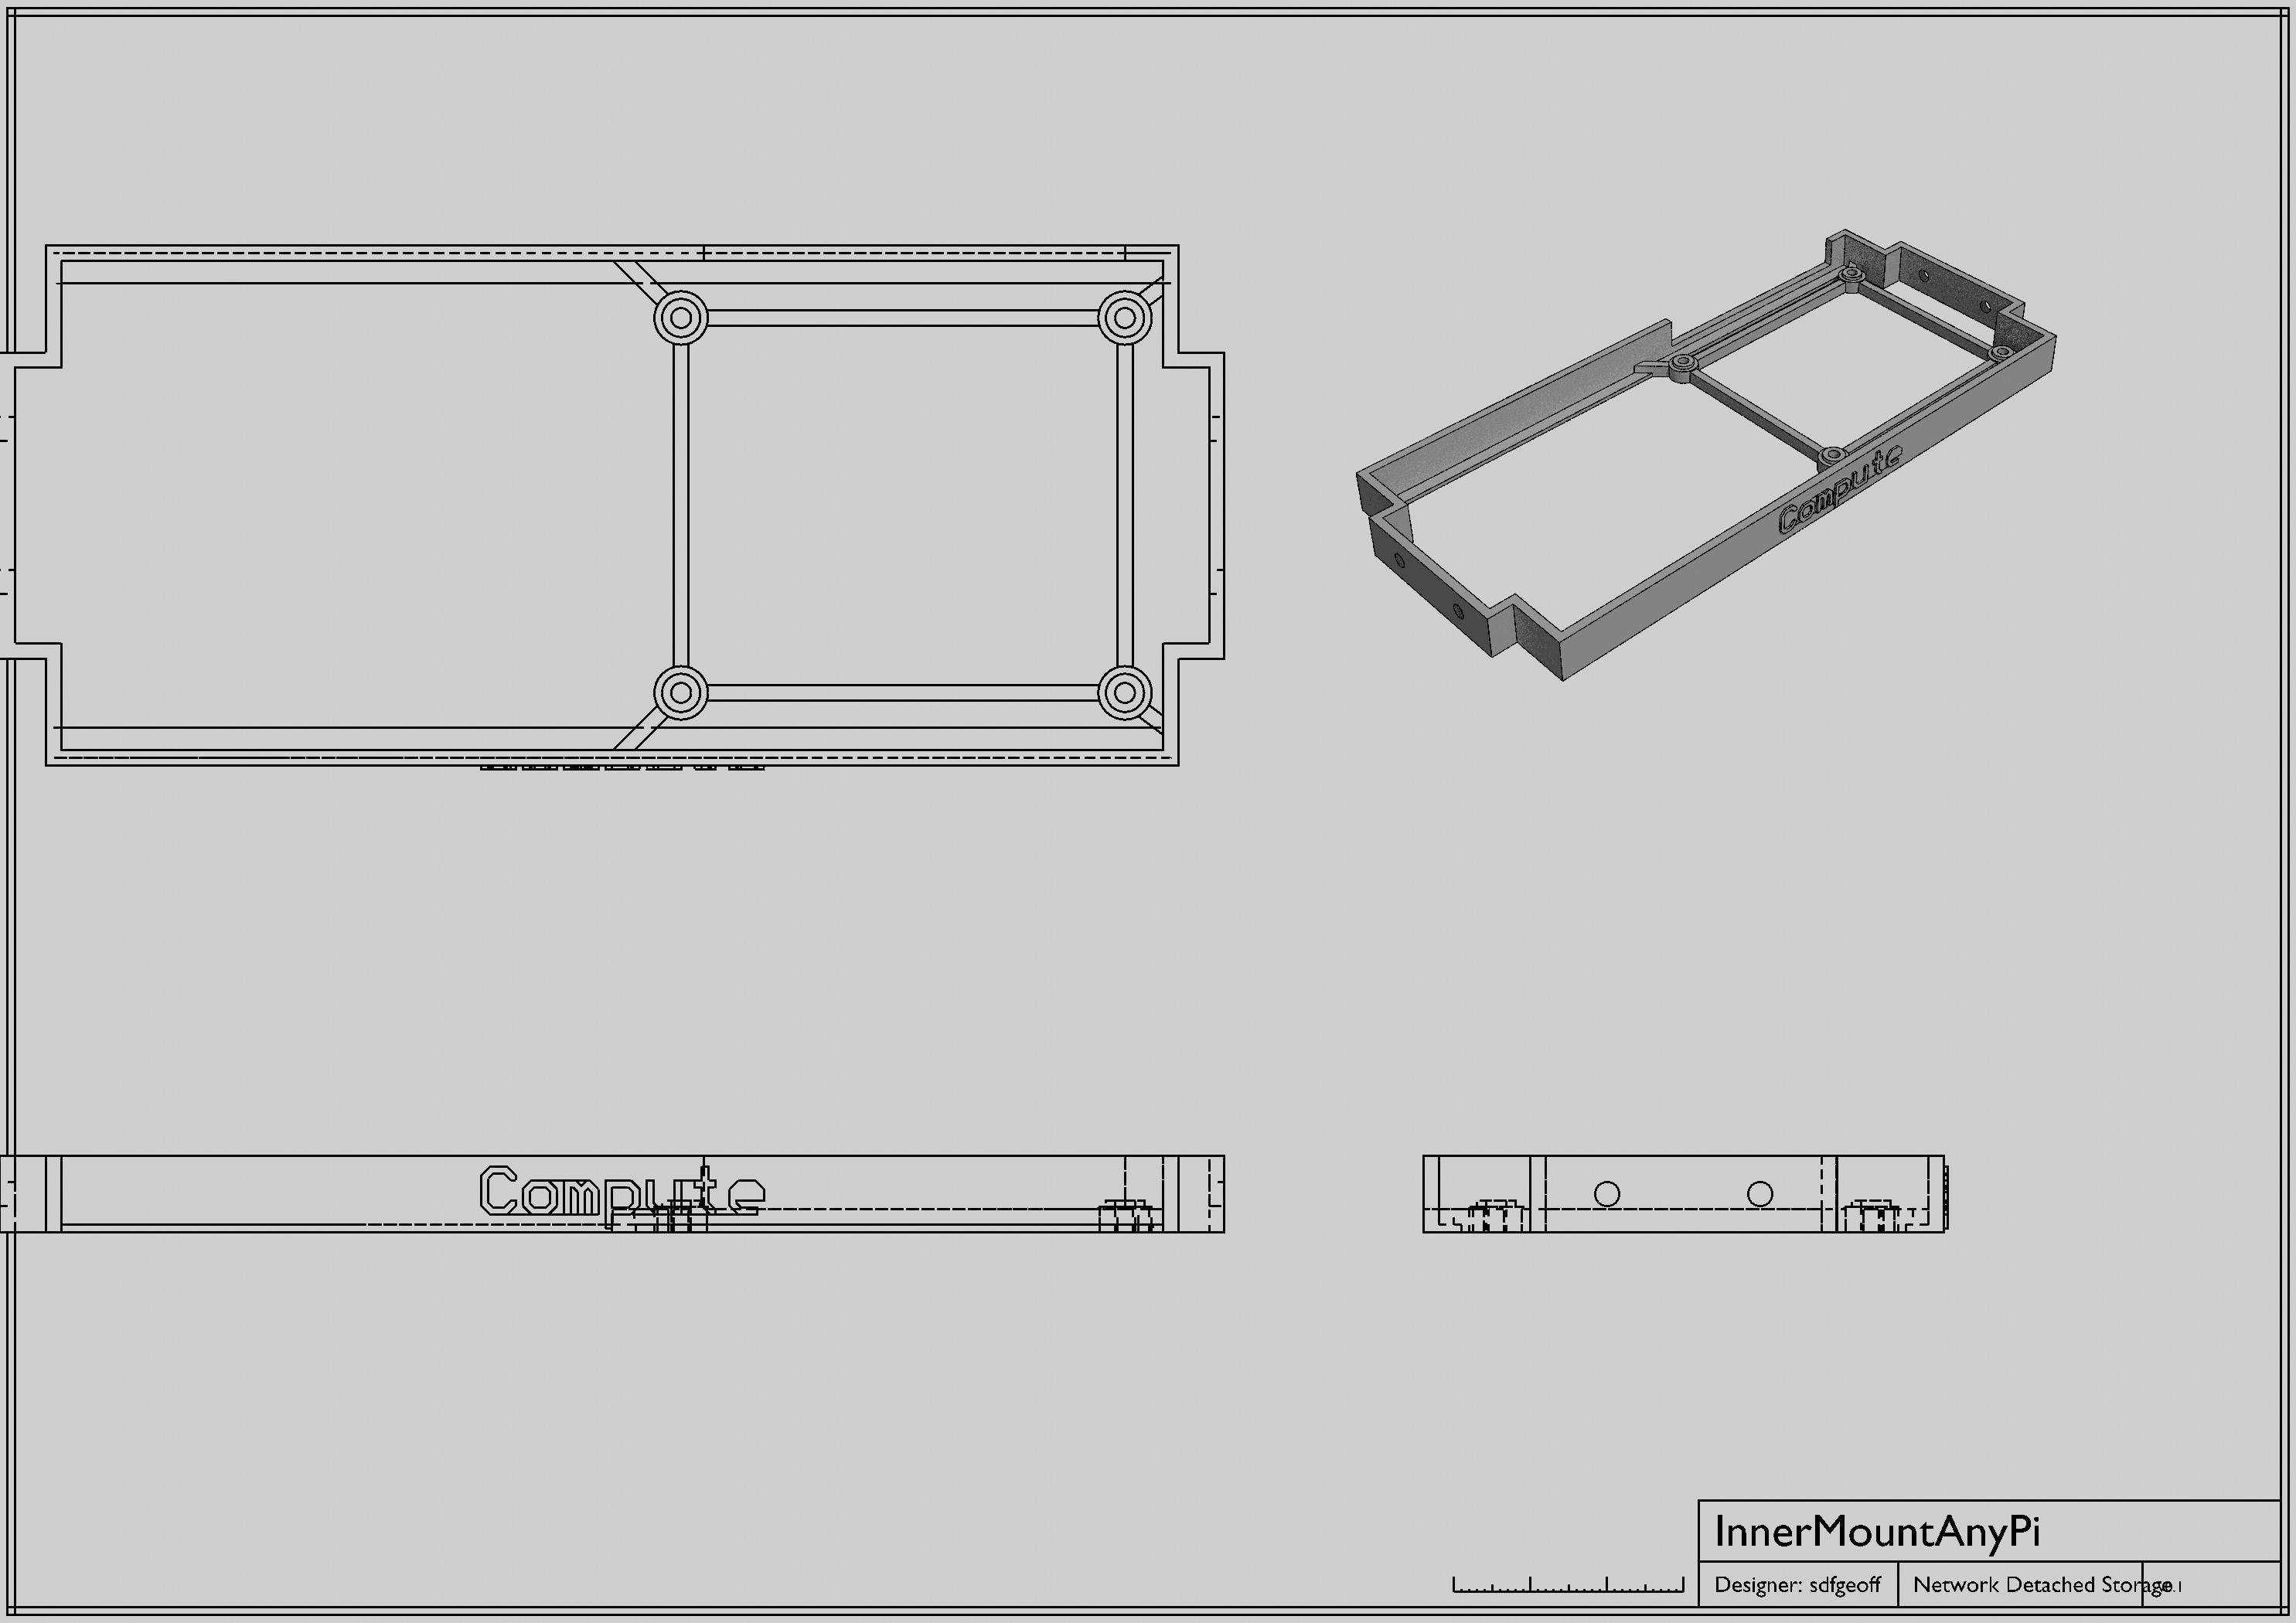 Compute
Compute
InnerMountAnyPi
Designer: sdfgeoff
Network Detached Storage